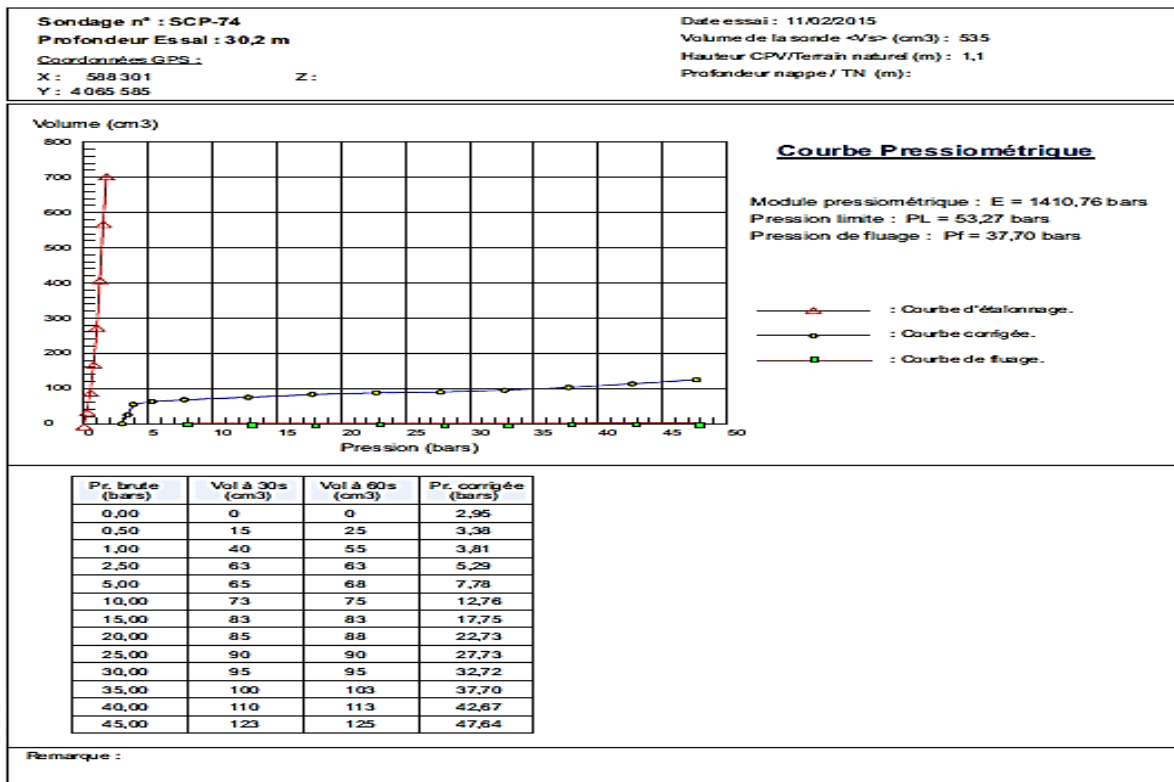 Sondage n° : SCP-74
Profondeur Essai : 30,2 m
Coordonnées GPS :
X : 588 301 Z :
Y : 4 065 585
Date essai : 11/02/2015
Volume de la sonde <Vs> (cm3) : 535
Hauteur CPV/Terrain naturel (m) : 1,1
Profondeur nappe / TN (m) :
Volume (cm3)
800
700
600
500
400
300
200
100
0
0 5 10 15 20 25 30 35 40 45 50
Pression (bars)
Courbe Pressiométrique
Module pressiométrique : E = 1410,76 bars
Pression limite : PL = 53,27 bars
Pression de fluage : Pf = 37,70 bars
: Courbe d'étalonnage.
: Courbe corrigée.
: Courbe de fluage.
Pr. brute (bars) Vol à 30s (cm3) Vol à 60s (cm3) Pr. corrigée (bars)
0,00 0 0 2,95
0,50 15 25 3,38
1,00 40 55 3,81
2,50 63 63 5,29
5,00 65 68 7,78
10,00 73 75 12,76
15,00 83 83 17,75
20,00 85 88 22,73
25,00 90 90 27,73
30,00 95 95 32,72
35,00 100 103 37,70
40,00 110 113 42,67
45,00 123 125 47,64
Remarque :